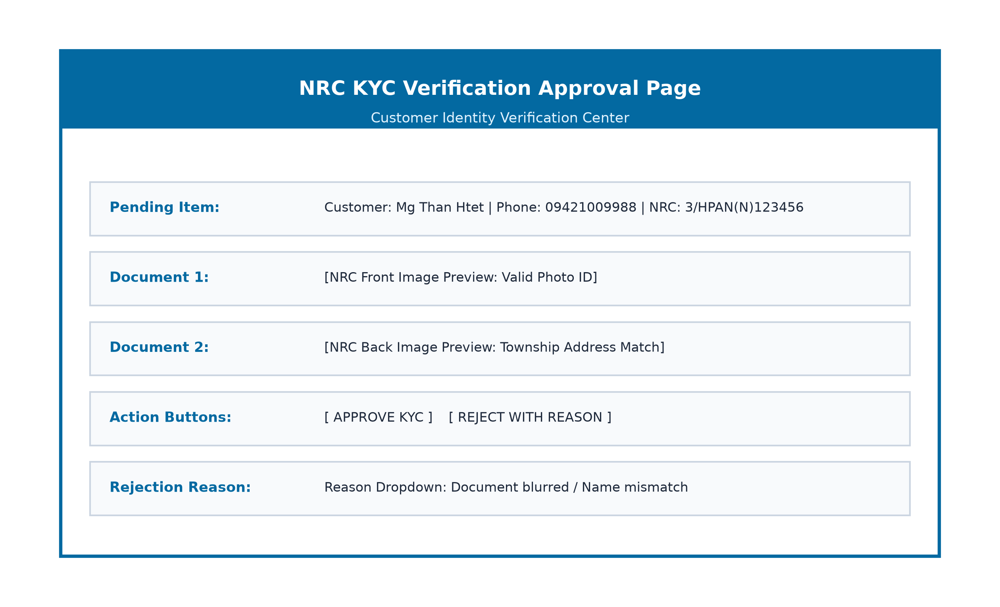 NRC KYC Verification Approval Page
Customer Identity Verification Center
Pending Item: Customer: Mg Than Htet | Phone: 09421009988 | NRC: 3/HPAN(N)123456
Document 1: [NRC Front Image Preview: Valid Photo ID]
Document 2: [NRC Back Image Preview: Township Address Match]
Action Buttons: [ APPROVE KYC ] [ REJECT WITH REASON ]
Rejection Reason: Reason Dropdown: Document blurred / Name mismatch